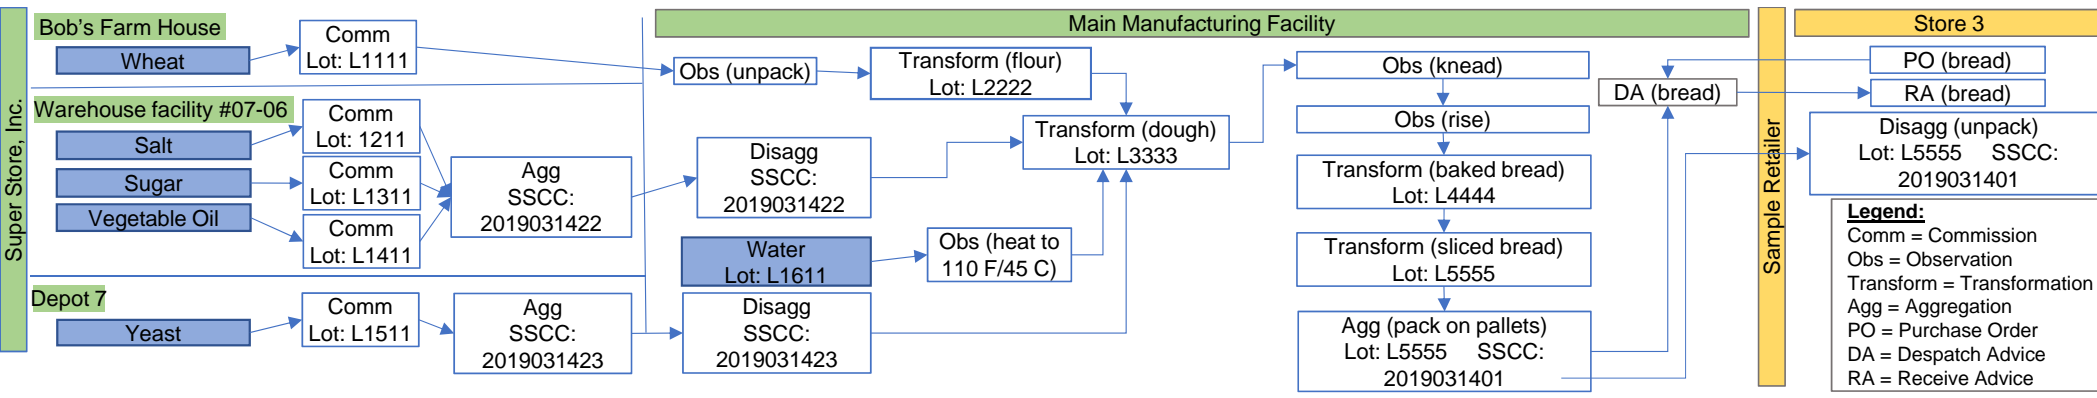 Super Store, Inc.
Bob's Farm House
Wheat
Comm
Lot: L1111
Warehouse facility #07-06
Salt
Sugar
Vegetable Oil
Comm
Lot: 1211
Comm
Lot: L1311
Comm
Lot: L1411
Agg
SSCC:
2019031422
Depot 7
Yeast
Comm
Lot: L1511
Agg
SSCC:
2019031423
Main Manufacturing Facility
Obs (unpack)
Transform (flour)
Lot: L2222
Disagg
SSCC:
2019031422
Water
Lot: L1611
Obs (heat to
110 F/45 C)
Disagg
SSCC:
2019031423
Transform (dough)
Lot: L3333
Obs (knead)
Obs (rise)
Transform (baked bread)
Lot: L4444
Transform (sliced bread)
Lot: L5555
Agg (pack on pallets)
Lot: L5555 SSCC:
2019031401
DA (bread)
Sample Retailer
Store 3
PO (bread)
RA (bread)
Disagg (unpack)
Lot: L5555 SSCC:
2019031401
Legend:
Comm = Commission
Obs = Observation
Transform = Transformation
Agg = Aggregation
PO = Purchase Order
DA = Despatch Advice
RA = Receive Advice